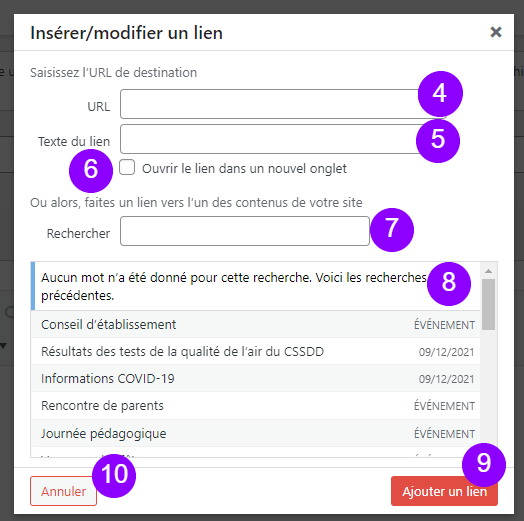 Insérer/modifier un lien
Saisissez l'URL de destination
URL 4
Texte du lien 5
6 Ouvrir le lien dans un nouvel onglet
Ou alors, faites un lien vers l'un des contenus de votre site
Rechercher 7
Aucun mot n'a été donné pour cette recherche. Voici les recherches 8
précédentes.
Conseil d'établissement ÉVÉNEMENT
Résultats des tests de la qualité de l'air du CSSDD 09/12/2021
Informations COVID-19 09/12/2021
Rencontre de parents ÉVÉNEMENT
Journée pédagogique ÉVÉNEMENT
10 9
Annuler Ajouter un lien